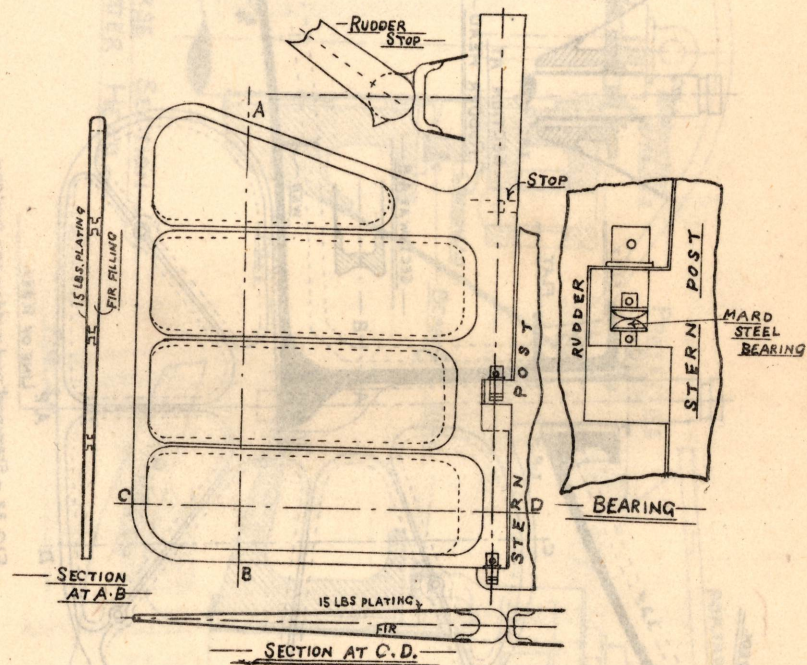 RUDDER
STOP
A
STOP
15 LBS. PLATING
FIR FILLING
RUDDER
STERN POST
MARD
STEEL
BEARING
STERN POST
C
D
BEARING
B
SECTION
AT A.B
15 LBS PLATING
FIR
SECTION AT C.D.